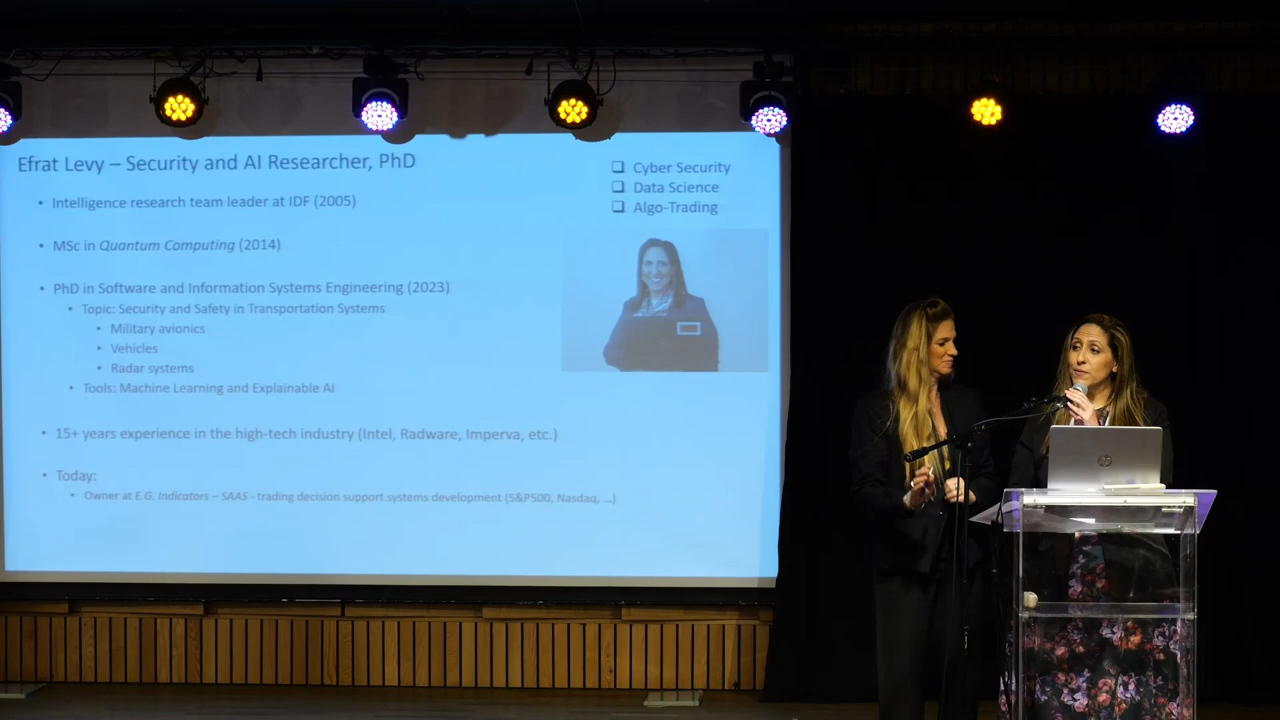 Efrat Levy – Security and AI Researcher, PhD
• Intelligence research team leader at IDF (2005)
• MSc in Quantum Computing (2014)
• PhD in Software and Information Systems Engineering (2023)
• Topic: Security and Safety in Transportation Systems
• Military avionics
• Vehicles
• Radar systems
• Tools: Machine Learning and Explainable AI
• 15+ years experience in the high-tech industry (Intel, Radware, Imperva, etc.)
• Today:
• Owner at E.G. Indicators – SAAS - trading decision support systems development (S&P500, Nasdaq, ...)
❑ Cyber Security
❑ Data Science
❑ Algo-Trading
hp